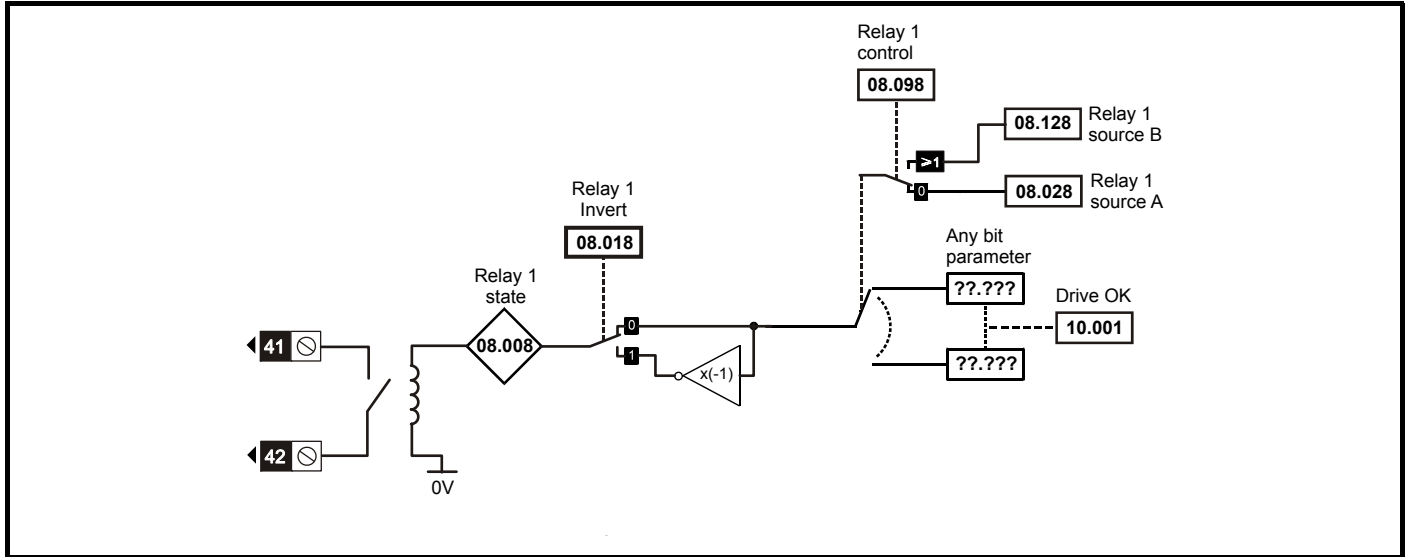 Relay 1
control
08.098
08.128
Relay 1
source B
>1
0
08.028
Relay 1
source A
Relay 1
Invert
08.018
Any bit
parameter
??.???
Drive OK
10.001
??.???
Relay 1
state
08.008
0
1
x(-1)
41
42
0V